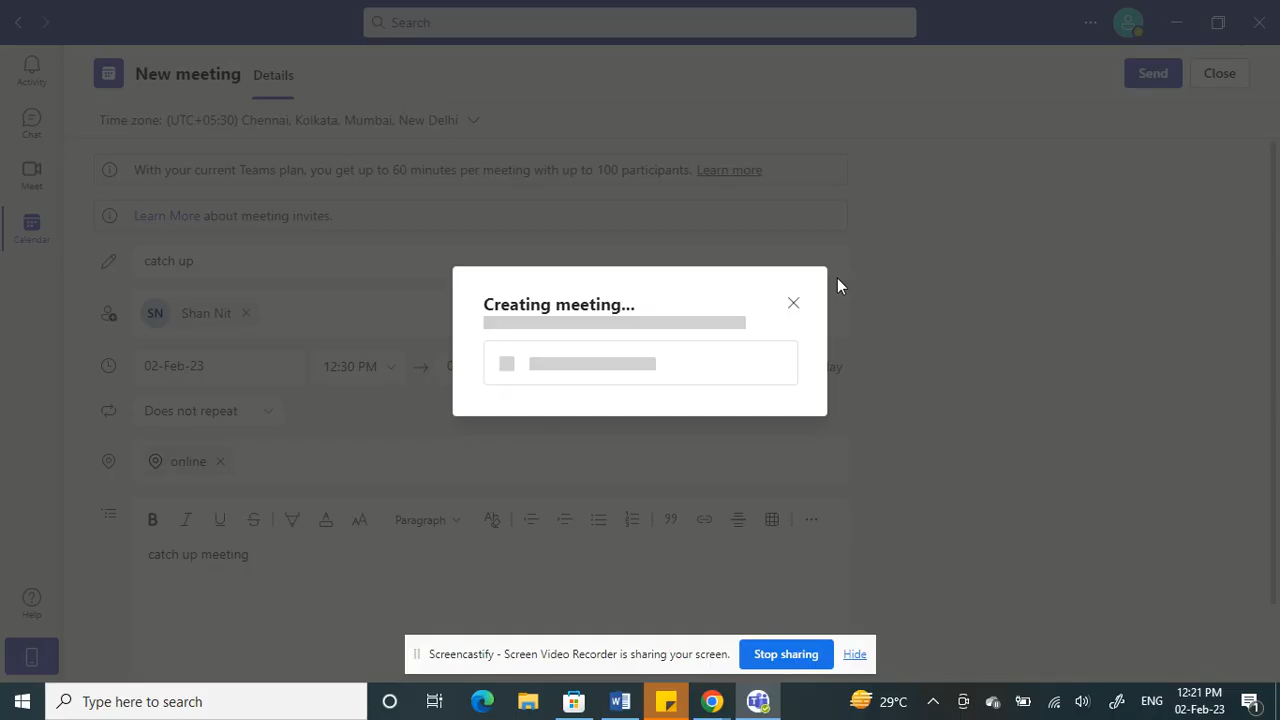 Search
Activity
Chat
Meet
Calendar
Help
New meeting
Details
Send
Close
Time zone: (UTC+05:30) Chennai, Kolkata, Mumbai, New Delhi
With your current Teams plan, you get up to 60 minutes per meeting with up to 100 participants. Learn more
Learn More about meeting invites.
catch up
SN Shan Nit
02-Feb-23 12:30 PM
Does not repeat
online
Creating meeting...
B I U S A AA Paragraph
catch up meeting
Screencastify - Screen Video Recorder is sharing your screen. Stop sharing Hide
Type here to search
29°C
ENG
12:21 PM
02-Feb-23
1